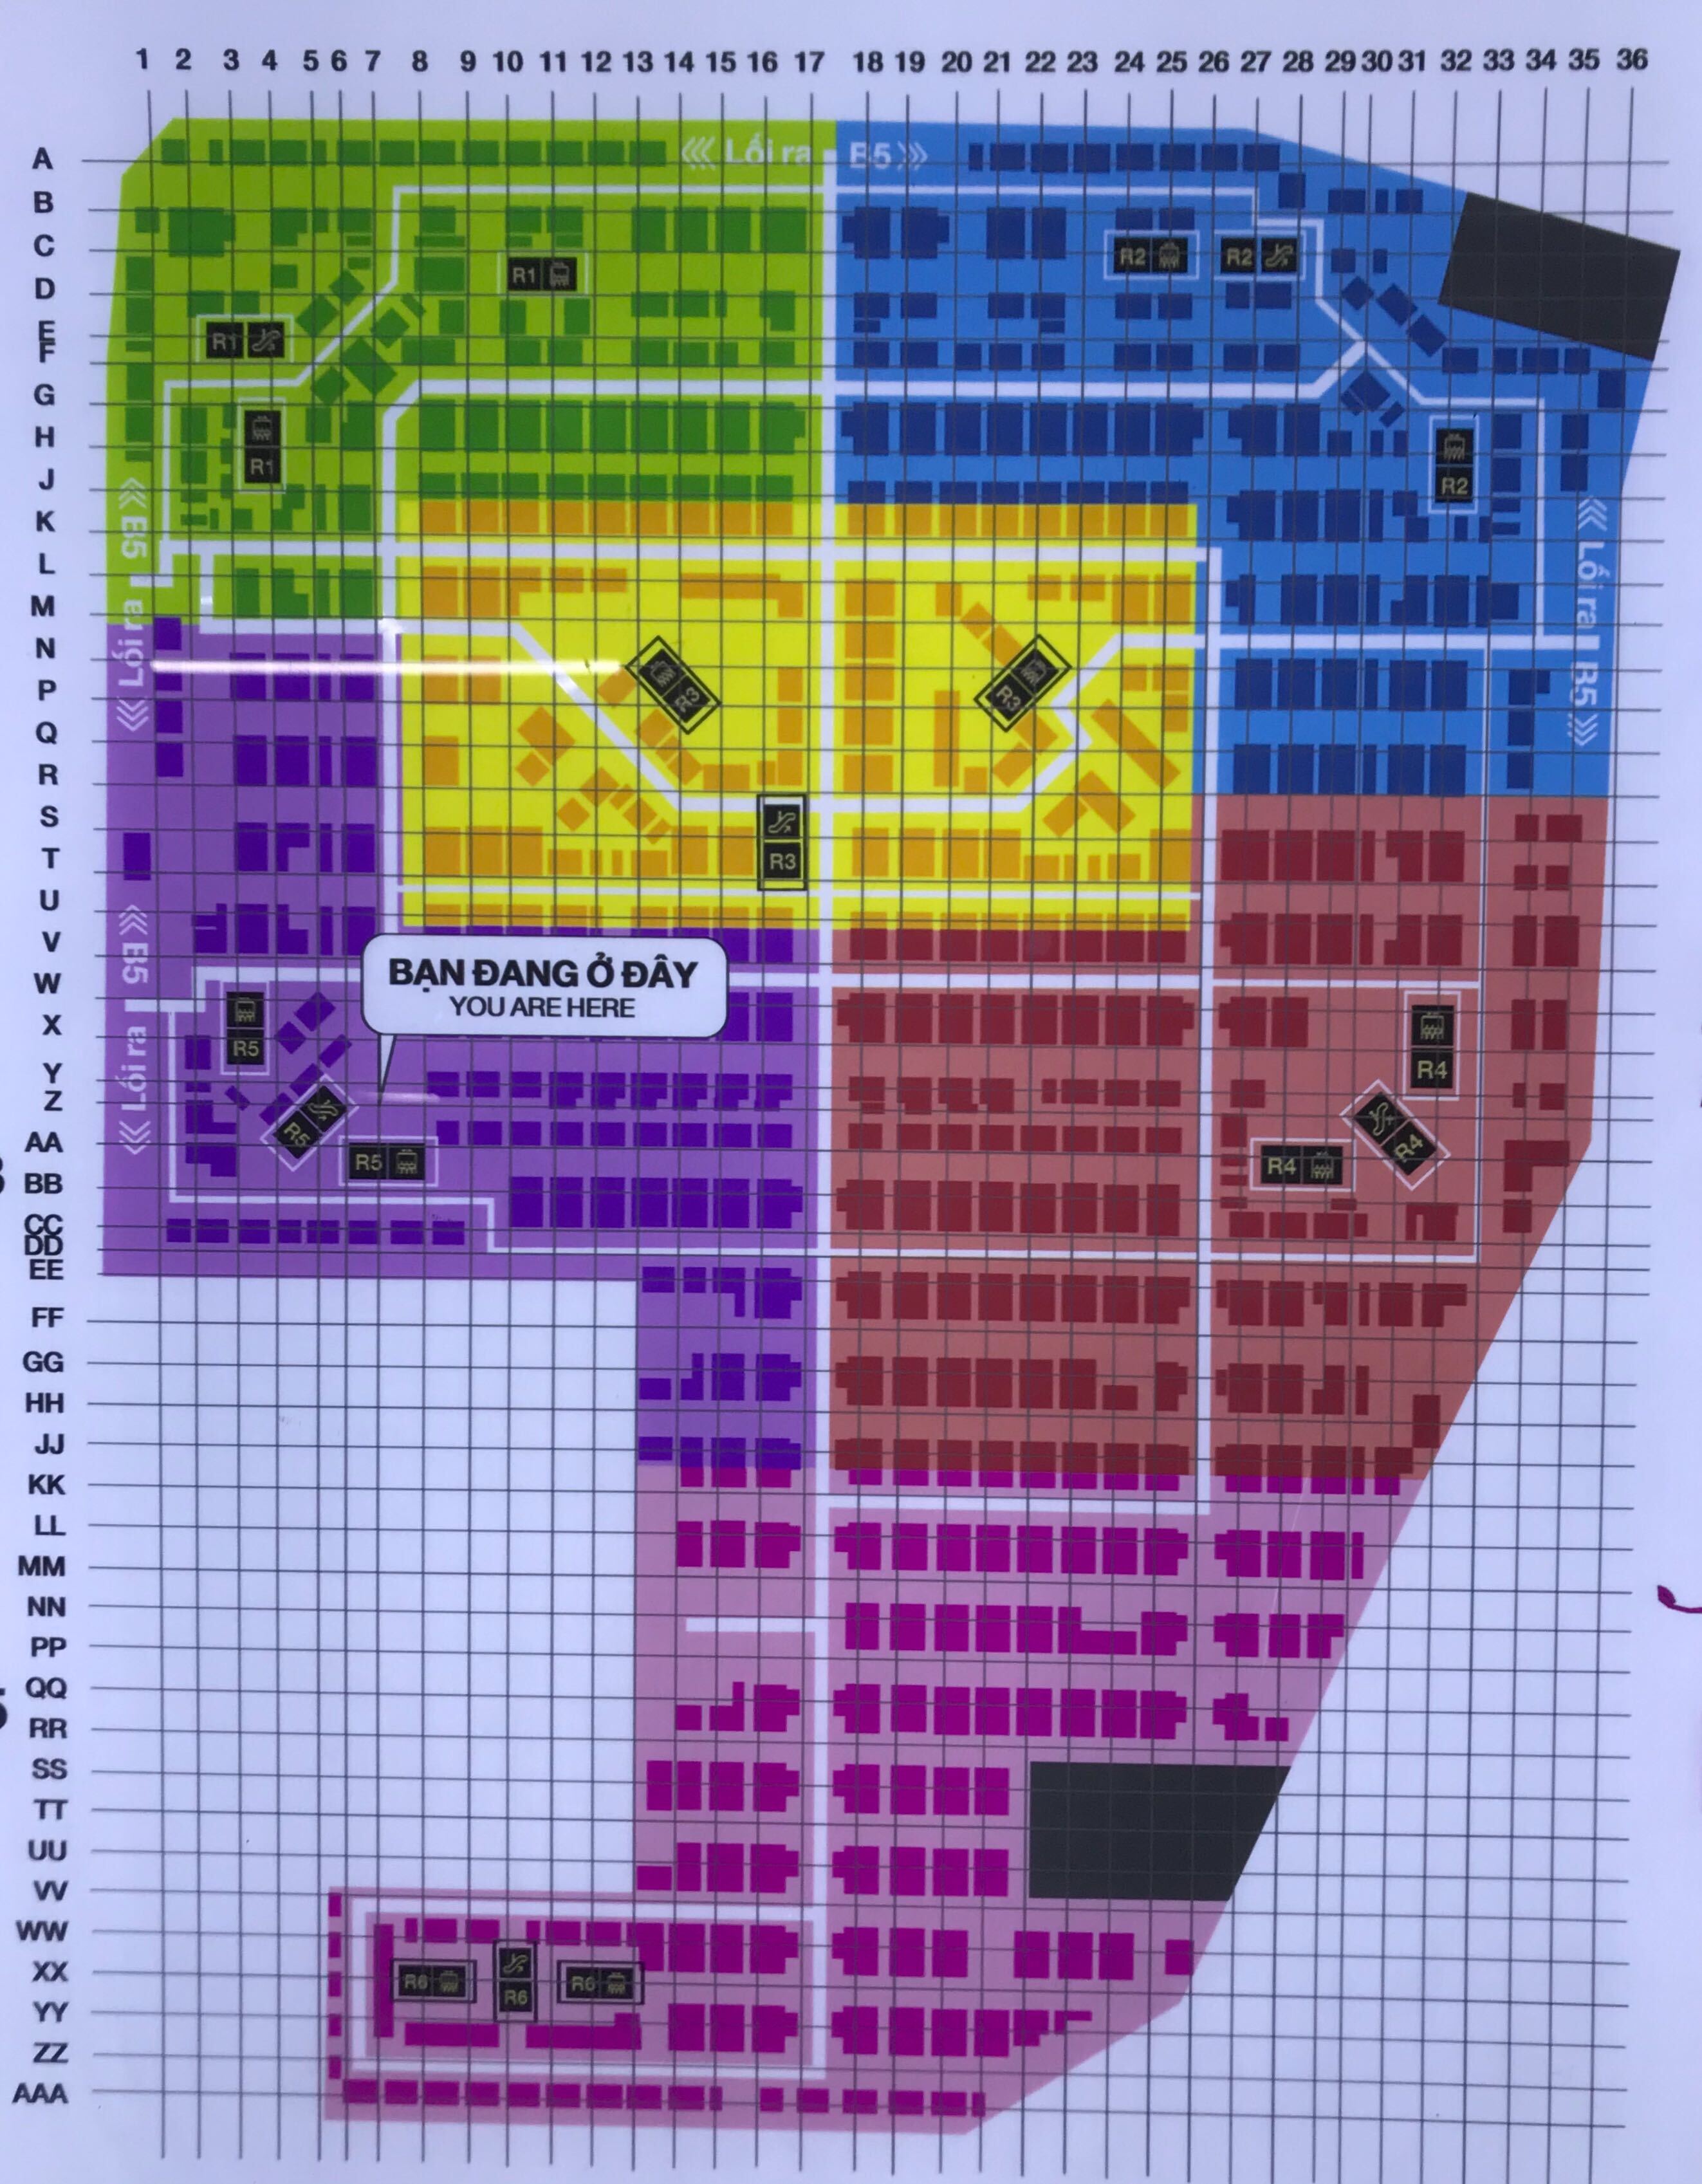 1 2 3 4 5 6 7 8 9 10 11 12 13 14 15 16 17 18 19 20 21 22 23 24 25 26 27 28 29 30 31 32 33 34 35 36
A
Lối ra B5
B
C
R2 R2
R1
D
E
R1
F
G
H
R2
R1
J
R2
K
B5
L
Lối ra
M
Lối ra
N
R3 R3
P
B5
Q
R
S
T
R3
U
V
B5
W
BẠN ĐANG Ở ĐÂY
YOU ARE HERE
X
R5
Lối ra
Y
R4
Z
R5
R4
AA
R5
R4
BB
CC
DD
EE
FF
GG
HH
JJ
KK
LL
MM
NN
PP
QQ
RR
SS
TT
UU
VV
WW
XX
R6 R6
R6
YY
ZZ
AAA